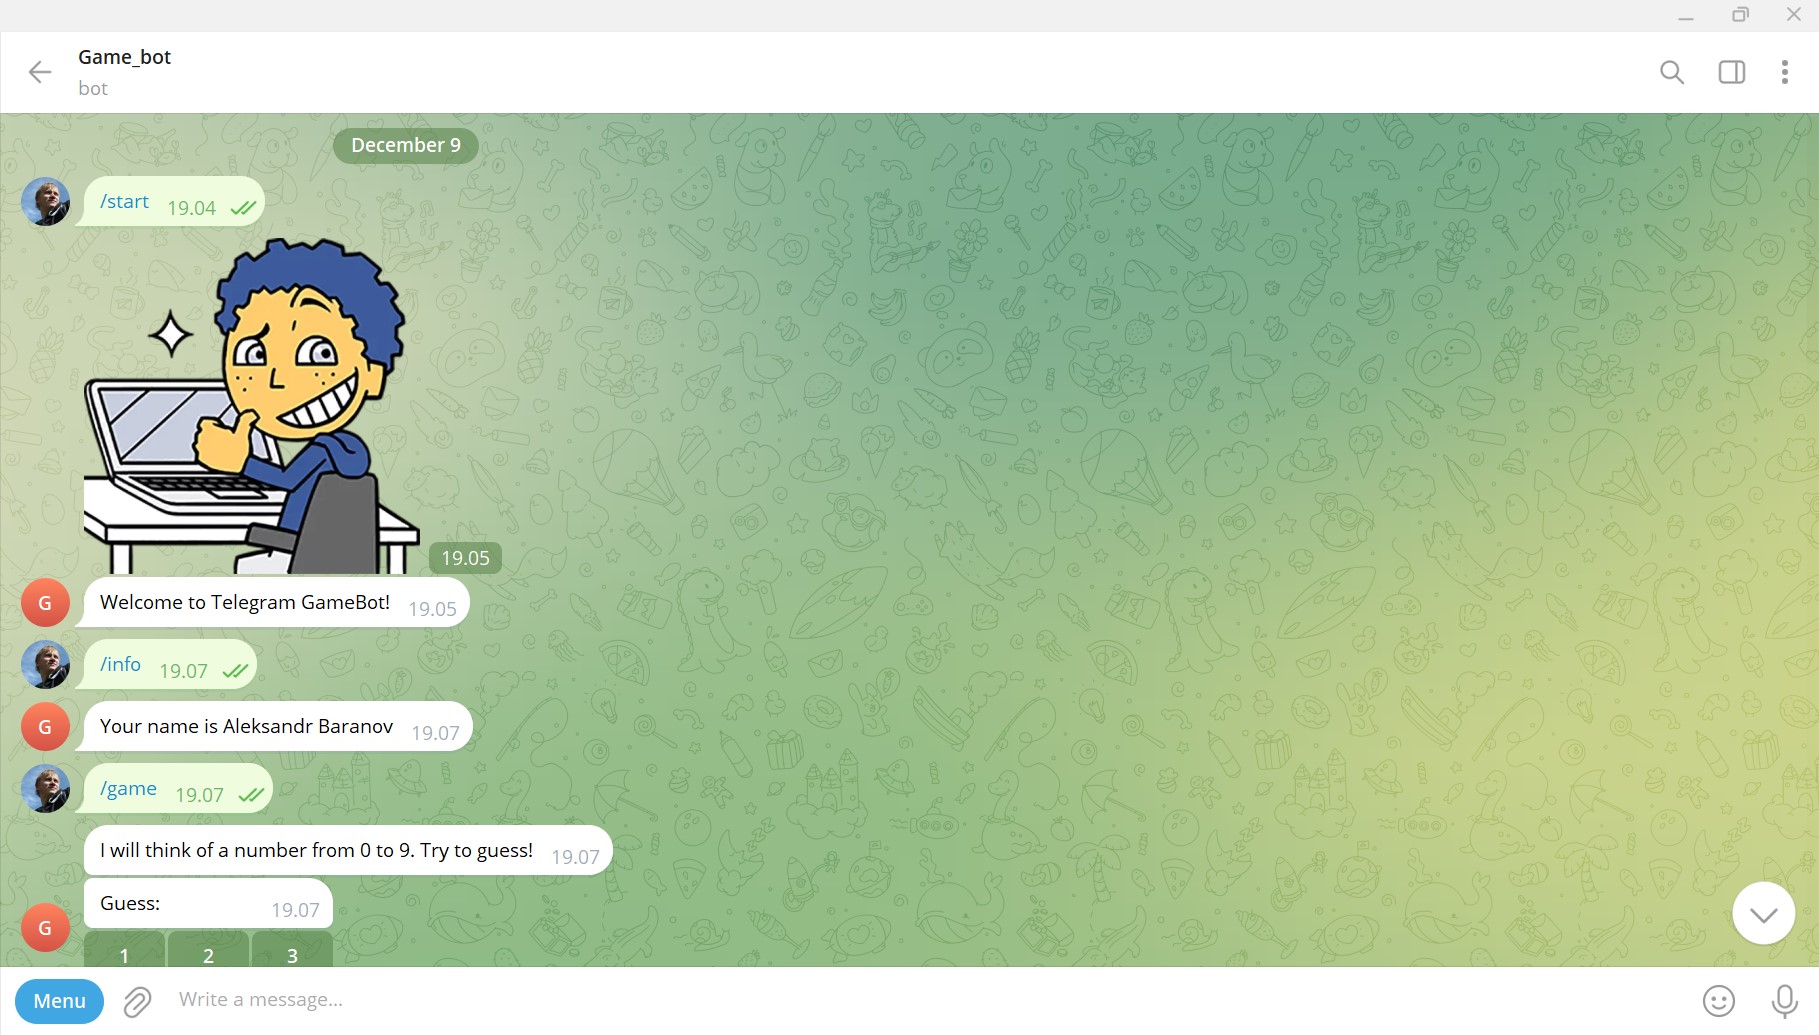 Game_bot
bot
December 9
/start 19.04
19.05
G
Welcome to Telegram GameBot! 19.05
/info 19.07
G
Your name is Aleksandr Baranov 19.07
/game 19.07
I will think of a number from 0 to 9. Try to guess! 19.07
Guess: 19.07
G
1 2 3
Menu
Write a message...